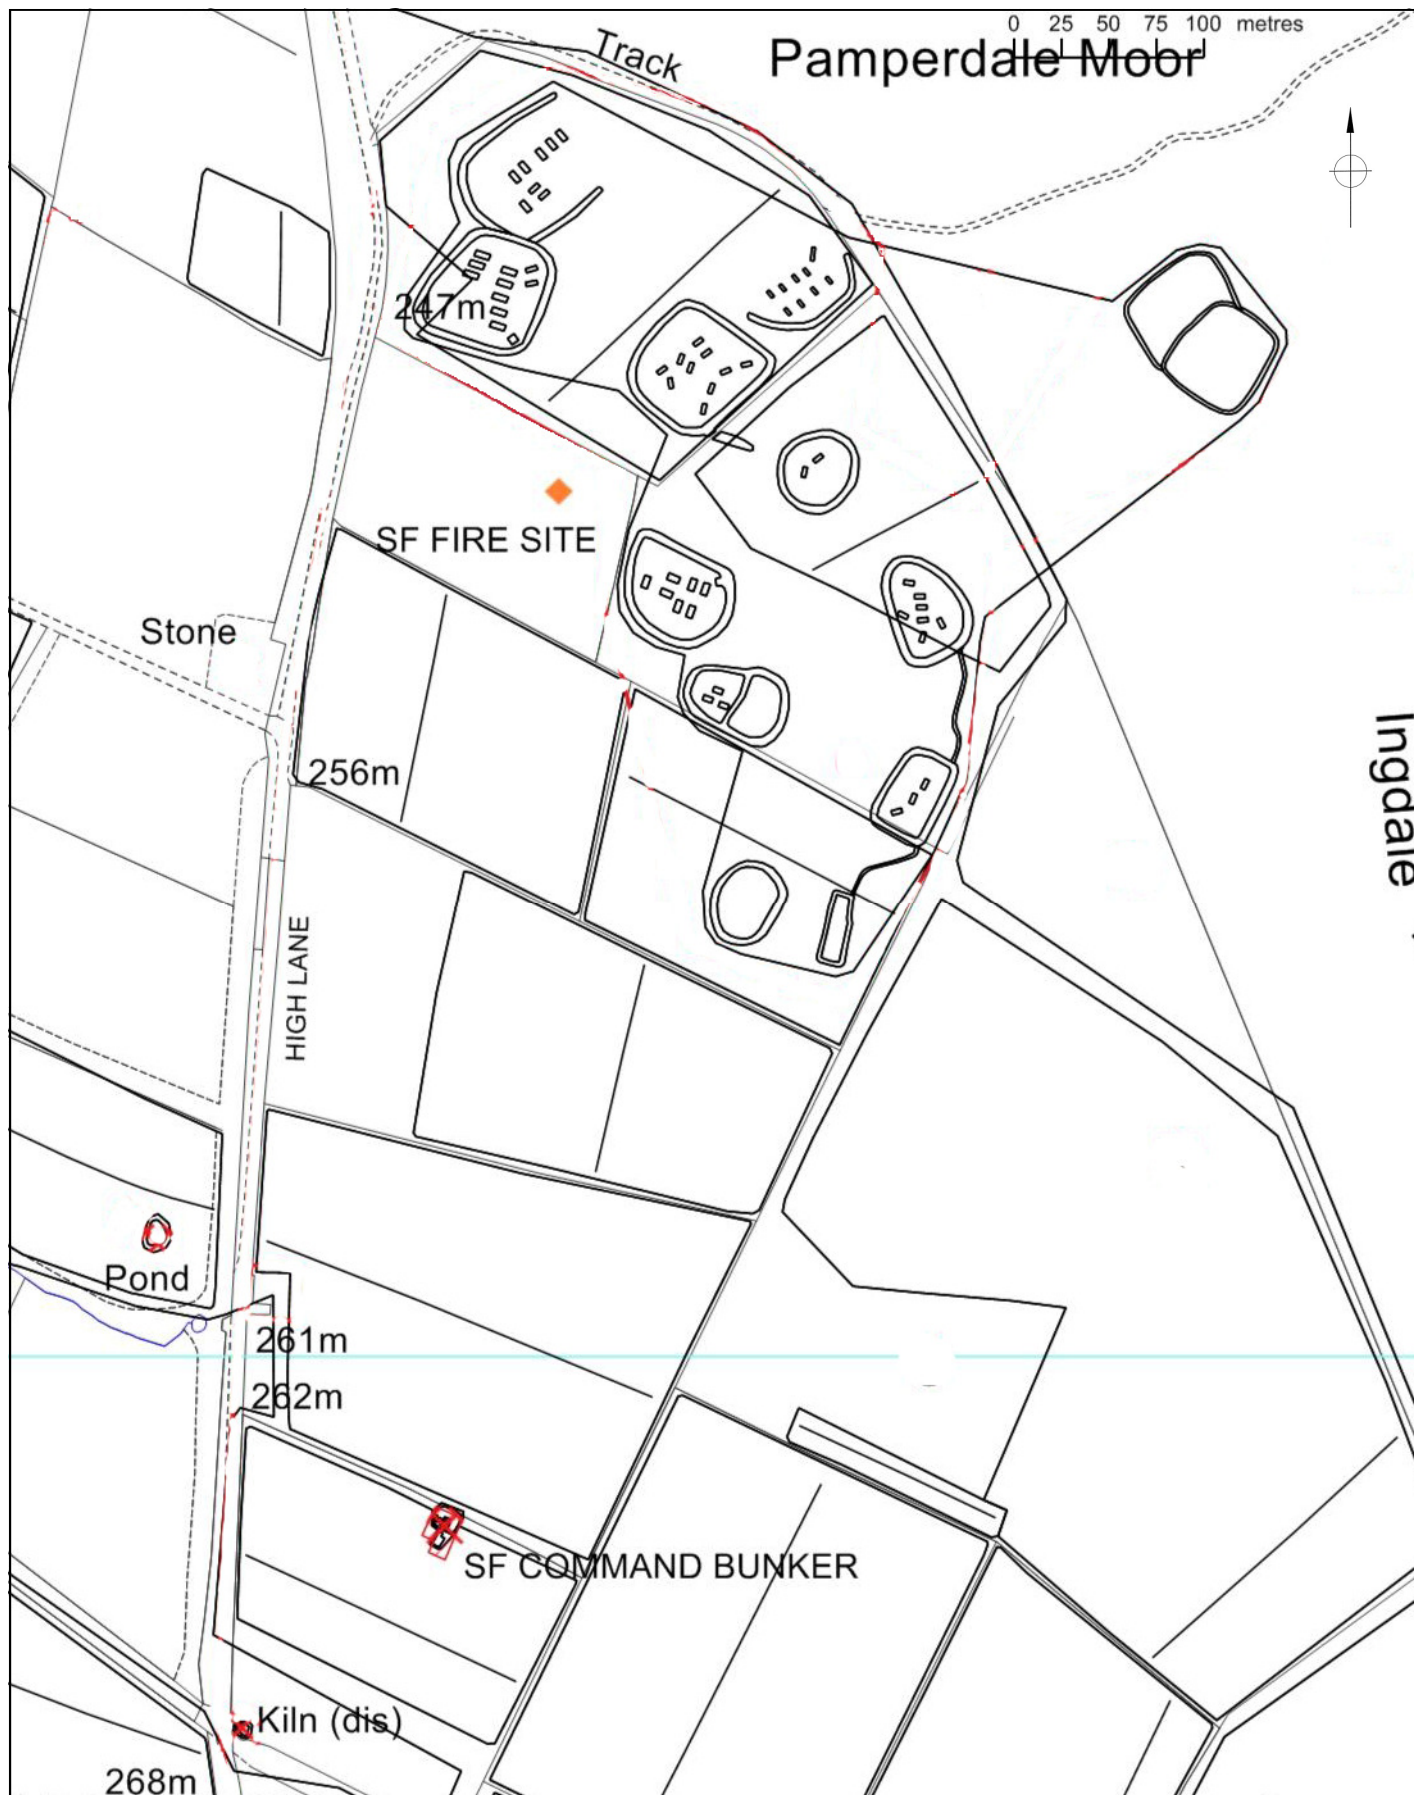 0 25 50 75 100 metres
Track
Pamperdale Moor
247m
SF FIRE SITE
Stone
Ingdale
256m
HIGH LANE
Pond
261m
262m
SF COMMAND BUNKER
Kiln (dis)
268m